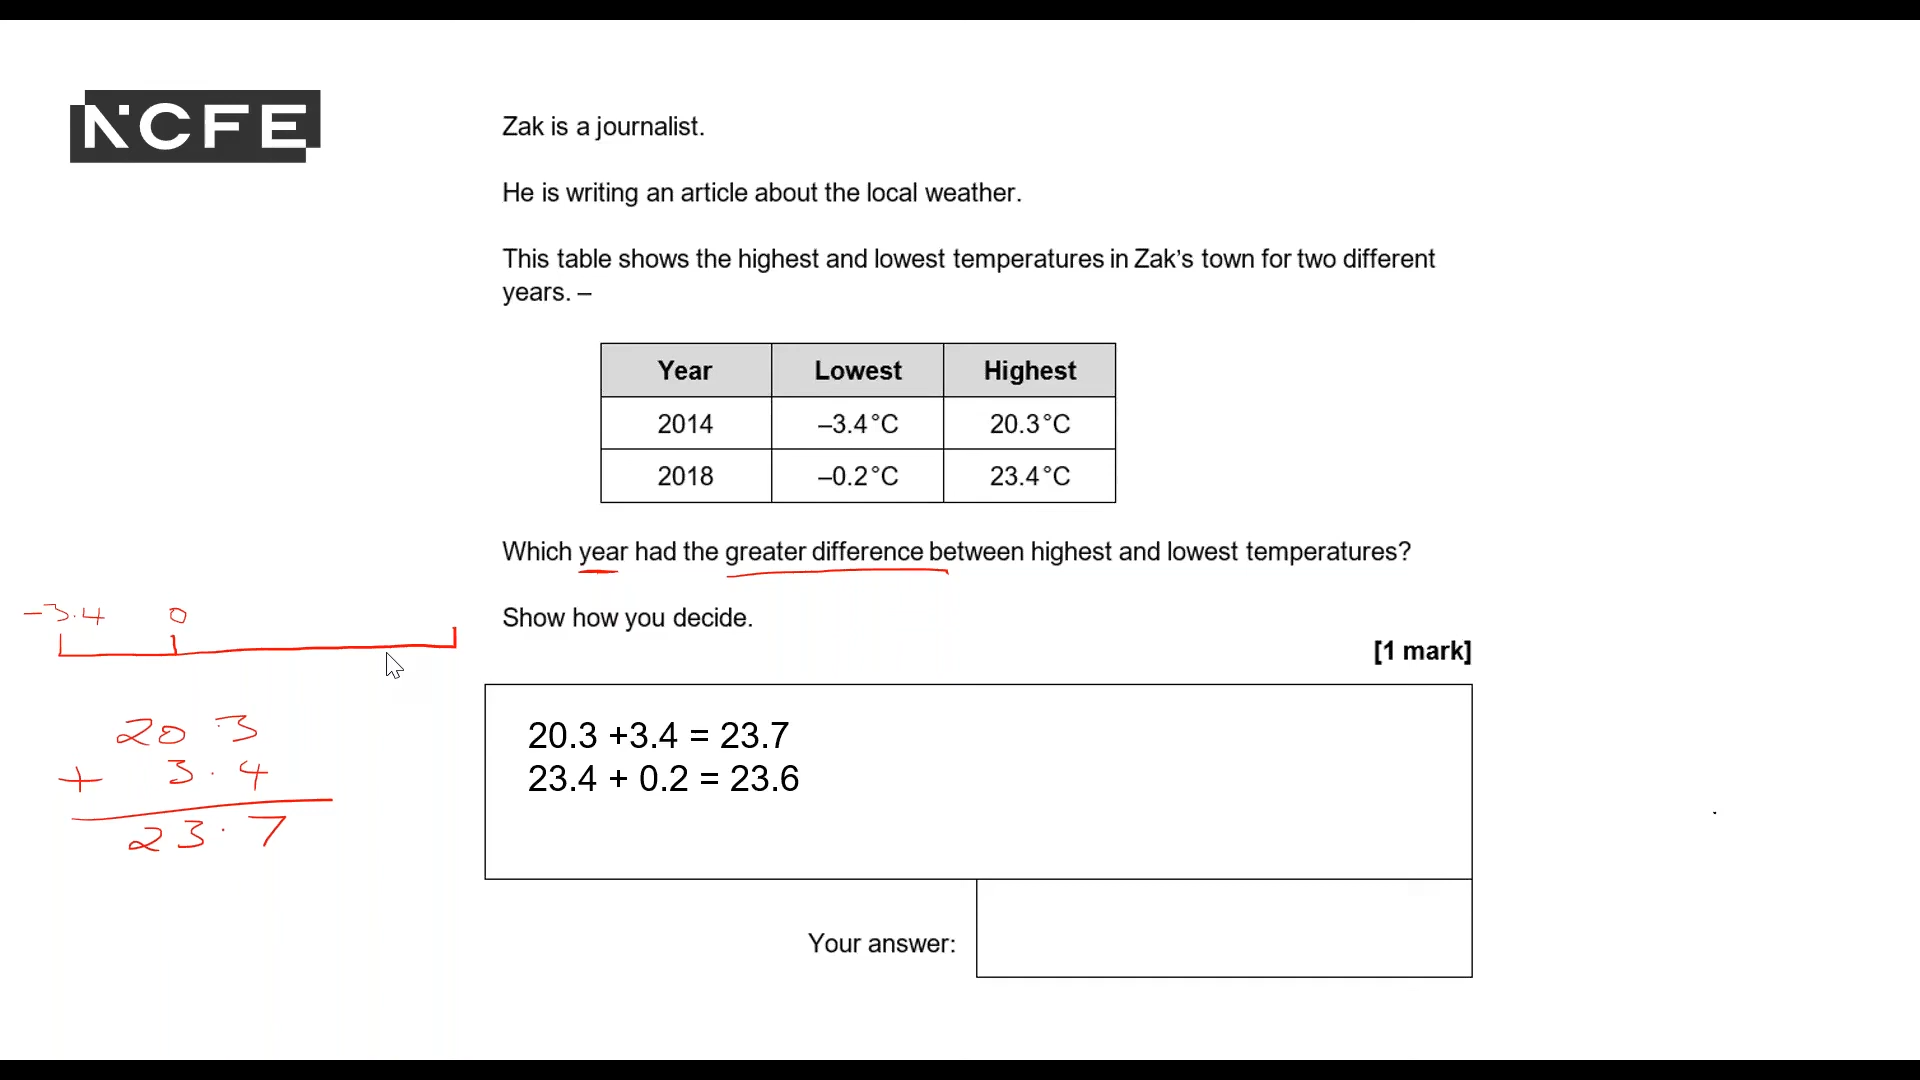 NCFE
Zak is a journalist.
He is writing an article about the local weather.
This table shows the highest and lowest temperatures in Zak’s town for two different
years. –
Year Lowest Highest
2014 –3.4°C 20.3°C
2018 –0.2°C 23.4°C
Which year had the greater difference between highest and lowest temperatures?
Show how you decide.
[1 mark]
-3.4 0
20.3
+ 3.4
23.7
20.3 +3.4 = 23.7
23.4 + 0.2 = 23.6
Your answer: